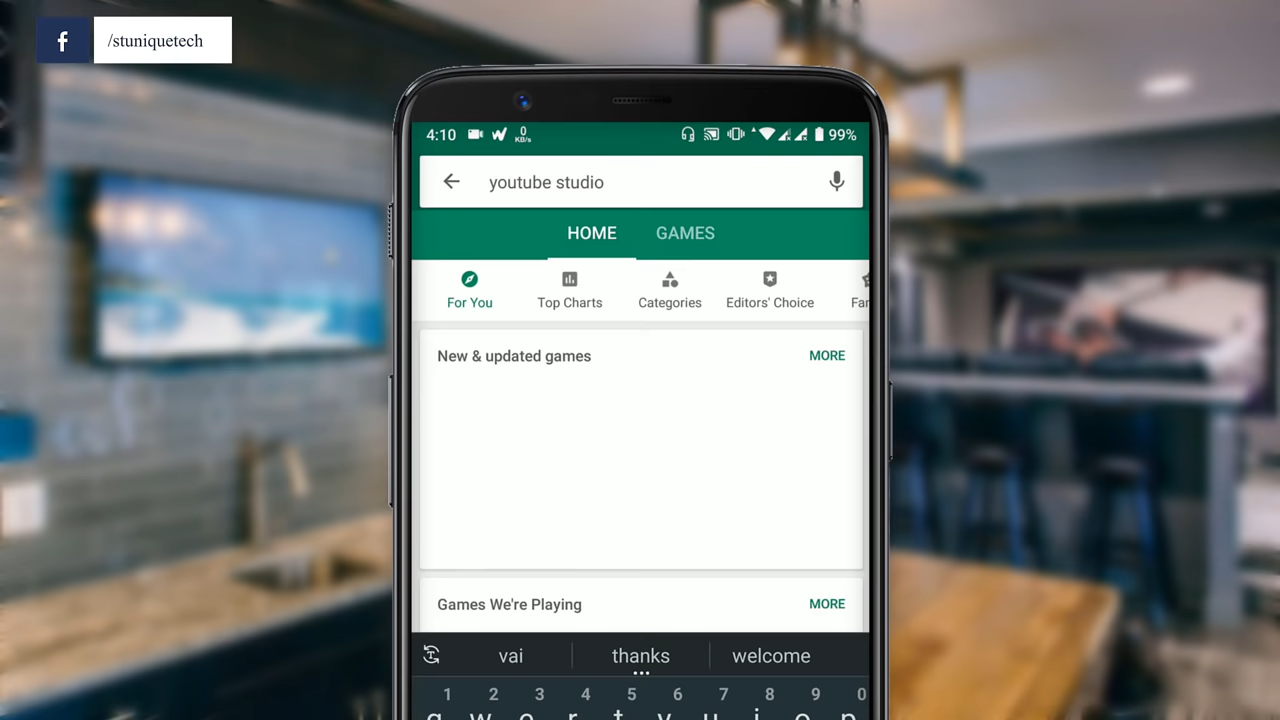 f /stuniquetech
4:10 0 KB/s 99%
youtube studio
HOME GAMES
For You Top Charts Categories Editors' Choice Far
New & updated games MORE
Games We're Playing MORE
vai thanks welcome
1 2 3 4 5 6 7 8 9 0
q w e r t y u i o p